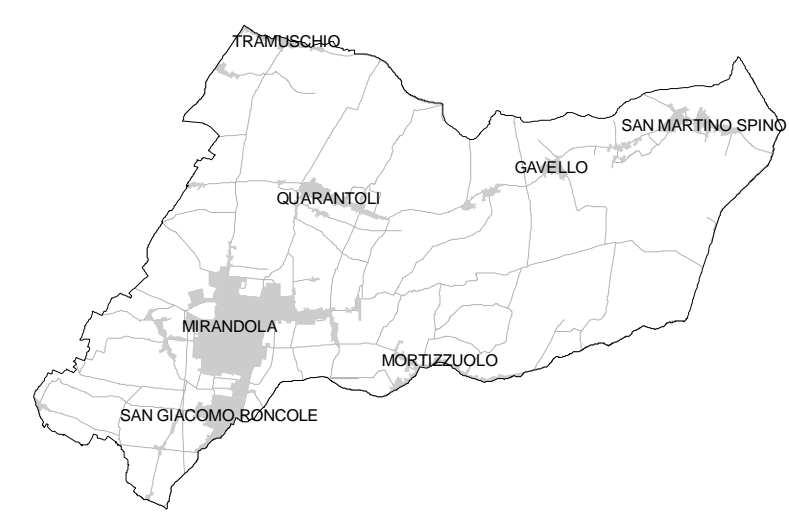 TRAMUSCHIO
SAN MARTINO SPINO
GAVELLO
QUARANTOLI
MIRANDOLA
MORTIZZUOLO
SAN GIACOMO RONCOLE